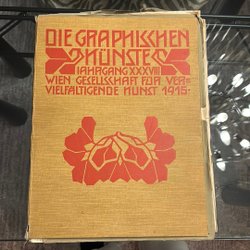 DIE GRAPHISCHEN
KÜNSTE
JAHRGANG XXXVIII
WIEN GESELLSCHAFT FÜR VER=
VIELFÄLTIGENDE KUNST 1915·